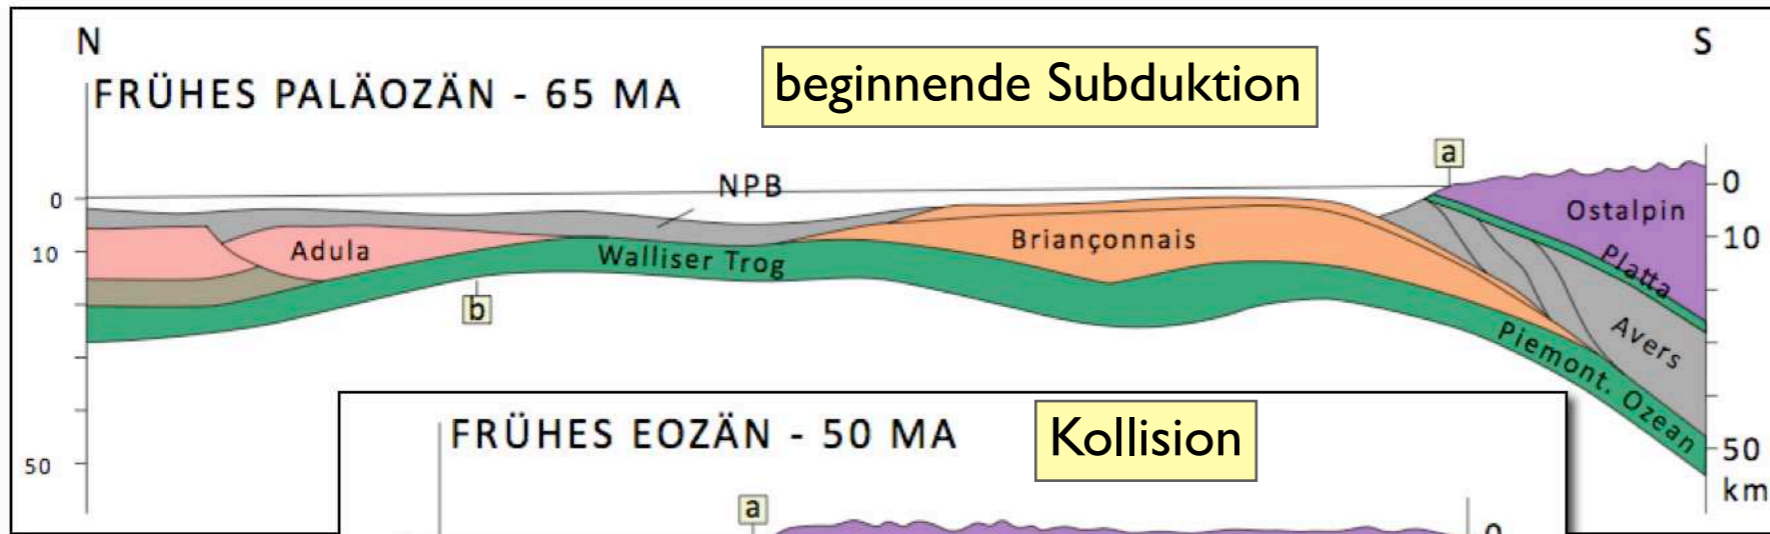 N
S
FRÜHES PALÄOZÄN - 65 MA
beginnende Subduktion
a
NPB
0
0
Ostalpin
10
Adula
Walliser Trog
Briançonnais
10
Platta
b
Avers
Piemont. Ozean
50
50
km
FRÜHES EOZÄN - 50 MA
Kollision
a